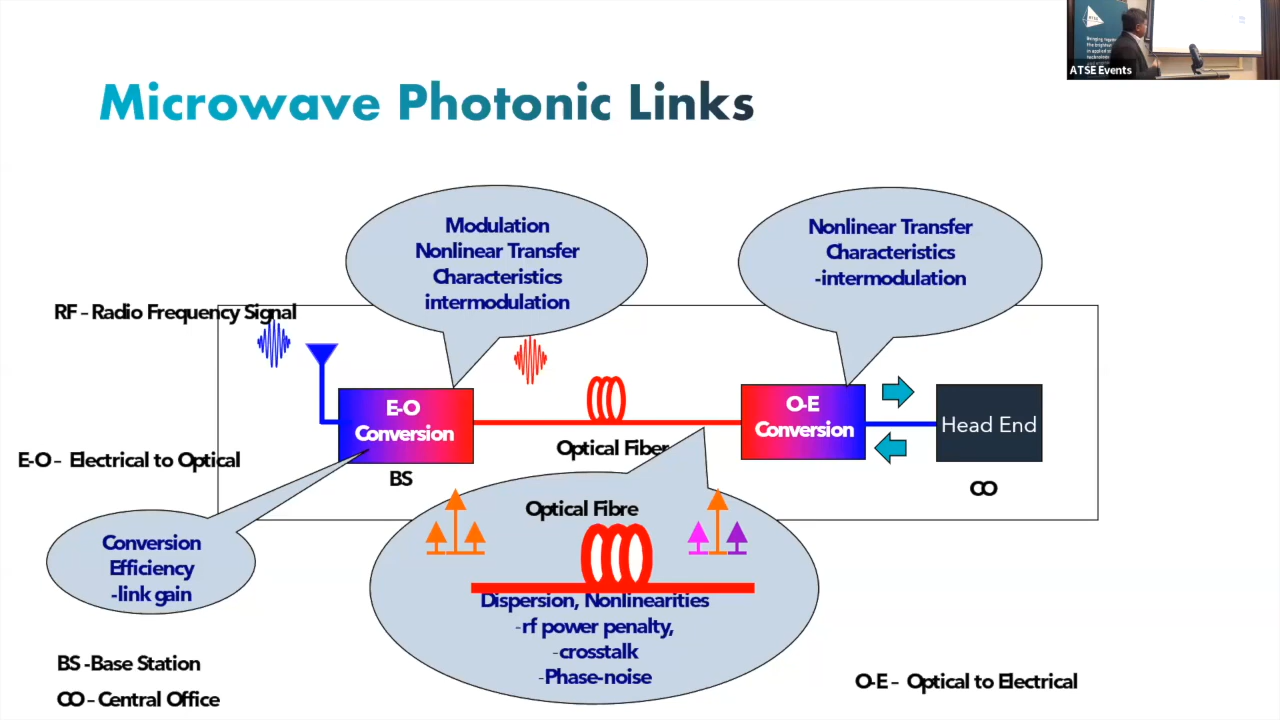 Microwave Photonic Links
ATSE Events
Modulation
Nonlinear Transfer
Characteristics
intermodulation
Nonlinear Transfer
Characteristics
-intermodulation
RF – Radio Frequency Signal
E-O
Conversion
BS
Optical Fiber
O-E
Conversion
Head End
CO
E-O – Electrical to Optical
Conversion
Efficiency
-link gain
Optical Fibre
Dispersion, Nonlinearities
-rf power penalty,
-crosstalk
-Phase-noise
BS -Base Station
CO – Central Office
O-E – Optical to Electrical